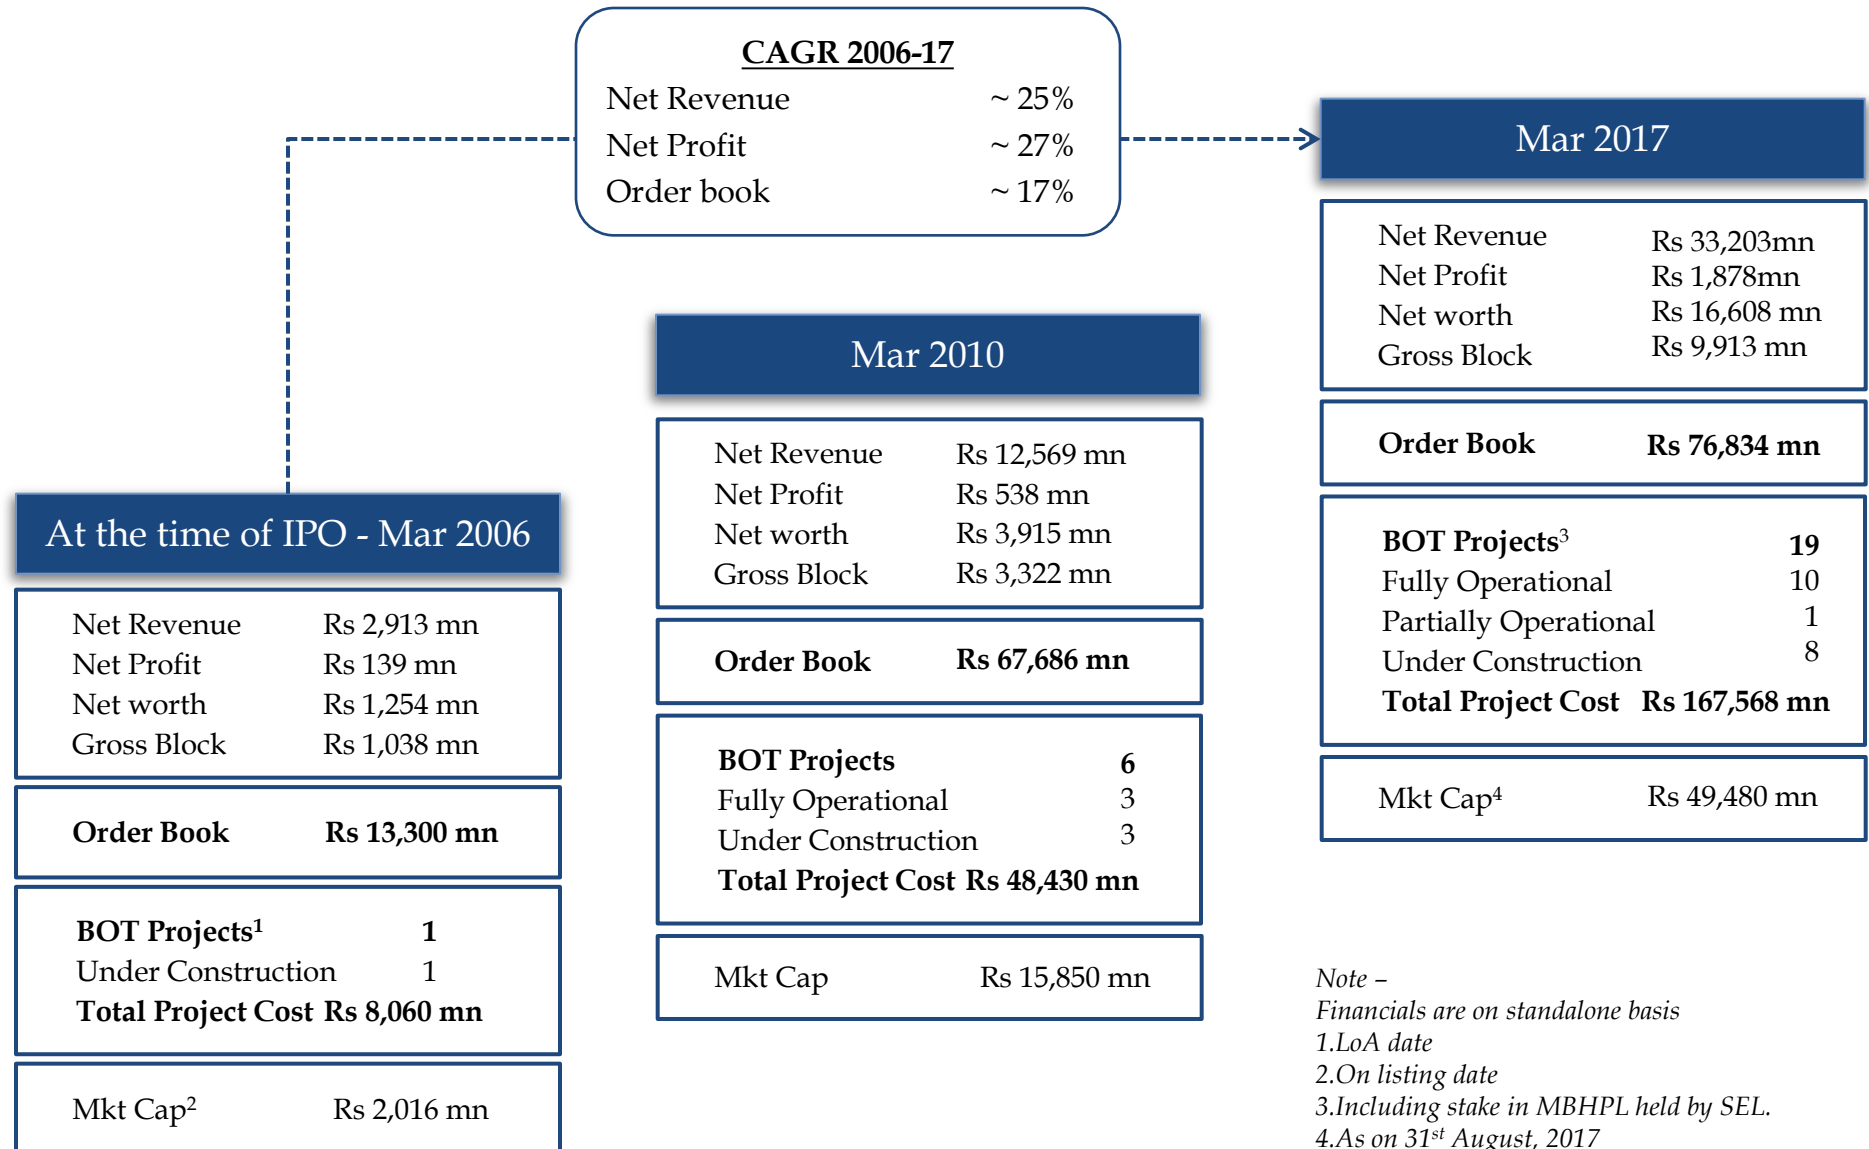 CAGR 2006-17
Net Revenue ~ 25%
Net Profit ~ 27%
Order book ~ 17%
At the time of IPO - Mar 2006
Net Revenue Rs 2,913 mn
Net Profit Rs 139 mn
Net worth Rs 1,254 mn
Gross Block Rs 1,038 mn
Order Book Rs 13,300 mn
BOT Projects¹ 1
Under Construction 1
Total Project Cost Rs 8,060 mn
Mkt Cap² Rs 2,016 mn
Mar 2010
Net Revenue Rs 12,569 mn
Net Profit Rs 538 mn
Net worth Rs 3,915 mn
Gross Block Rs 3,322 mn
Order Book Rs 67,686 mn
BOT Projects 6
Fully Operational 3
Under Construction 3
Total Project Cost Rs 48,430 mn
Mkt Cap Rs 15,850 mn
Mar 2017
Net Revenue Rs 33,203mn
Net Profit Rs 1,878mn
Net worth Rs 16,608 mn
Gross Block Rs 9,913 mn
Order Book Rs 76,834 mn
BOT Projects³ 19
Fully Operational 10
Partially Operational 1
Under Construction 8
Total Project Cost Rs 167,568 mn
Mkt Cap⁴ Rs 49,480 mn
Note –
Financials are on standalone basis
1.LoA date
2.On listing date
3.Including stake in MBHPL held by SEL.
4.As on 31st August, 2017